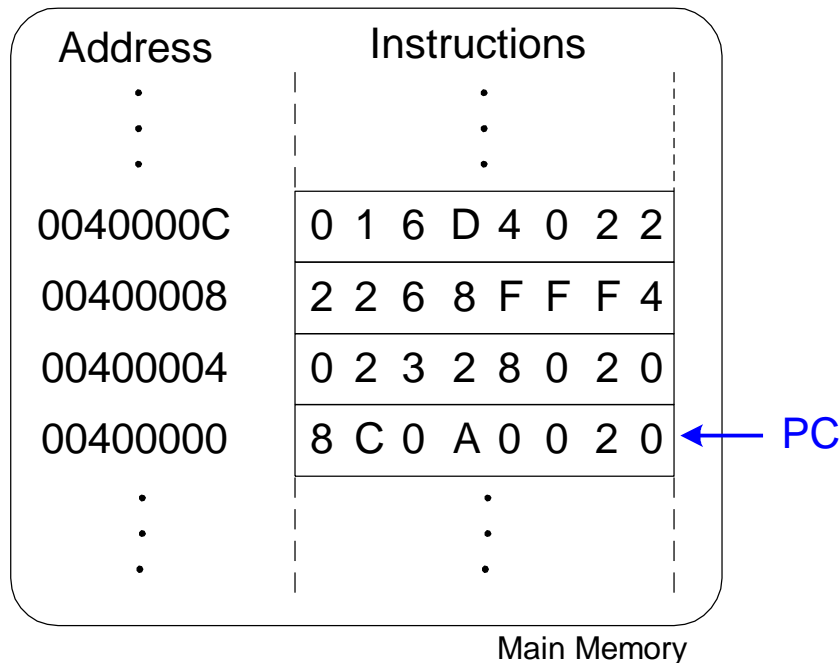 Address Instructions
0040000C 0 1 6 D 4 0 2 2
00400008 2 2 6 8 F F F 4
00400004 0 2 3 2 8 0 2 0
00400000 8 C 0 A 0 0 2 0 PC
Main Memory